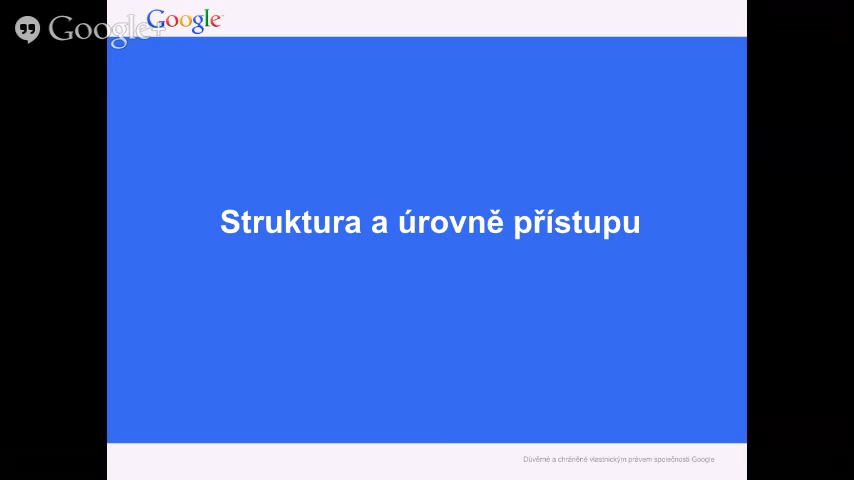 Google+
Google
Struktura a úrovně přístupu
Důvěrné a chráněné vlastnickým právem společnosti Google